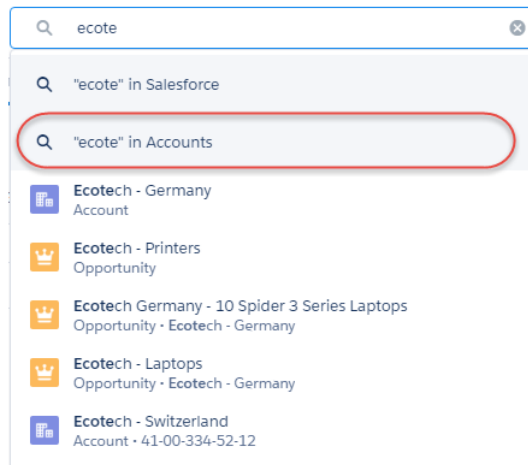 ecote
"ecote" in Salesforce
"ecote" in Accounts
Ecotech - Germany
Account
Ecotech - Printers
Opportunity
Ecotech Germany - 10 Spider 3 Series Laptops
Opportunity • Ecotech - Germany
Ecotech - Laptops
Opportunity • Ecotech - Germany
Ecotech - Switzerland
Account • 41-00-334-52-12